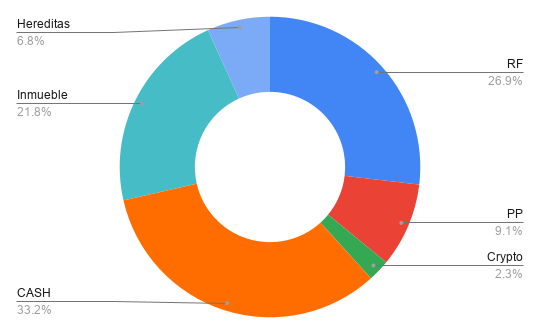 Hereditas
6.8%
Inmueble
21.8%
CASH
33.2%
RF
26.9%
PP
9.1%
Crypto
2.3%